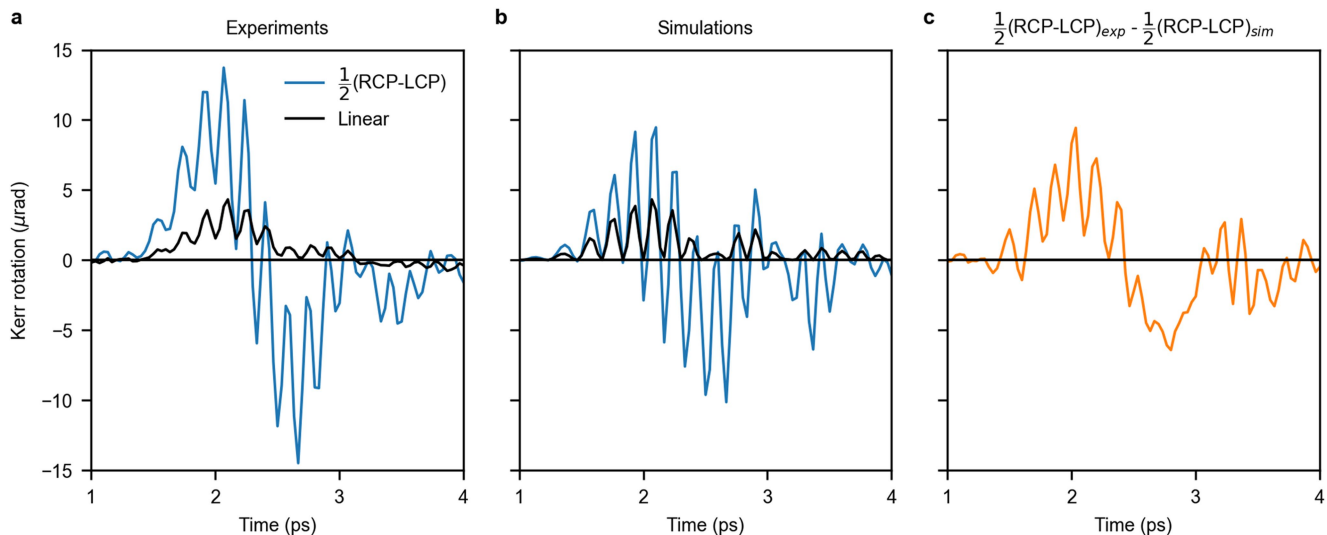 a
Experiments
15
10
5
0
−5
−10
−15
Kerr rotation (μrad)
1/2(RCP-LCP)
Linear
1 2 3 4
Time (ps)
b
Simulations
1 2 3 4
Time (ps)
c
1/2(RCP-LCP)exp - 1/2(RCP-LCP)sim
1 2 3 4
Time (ps)